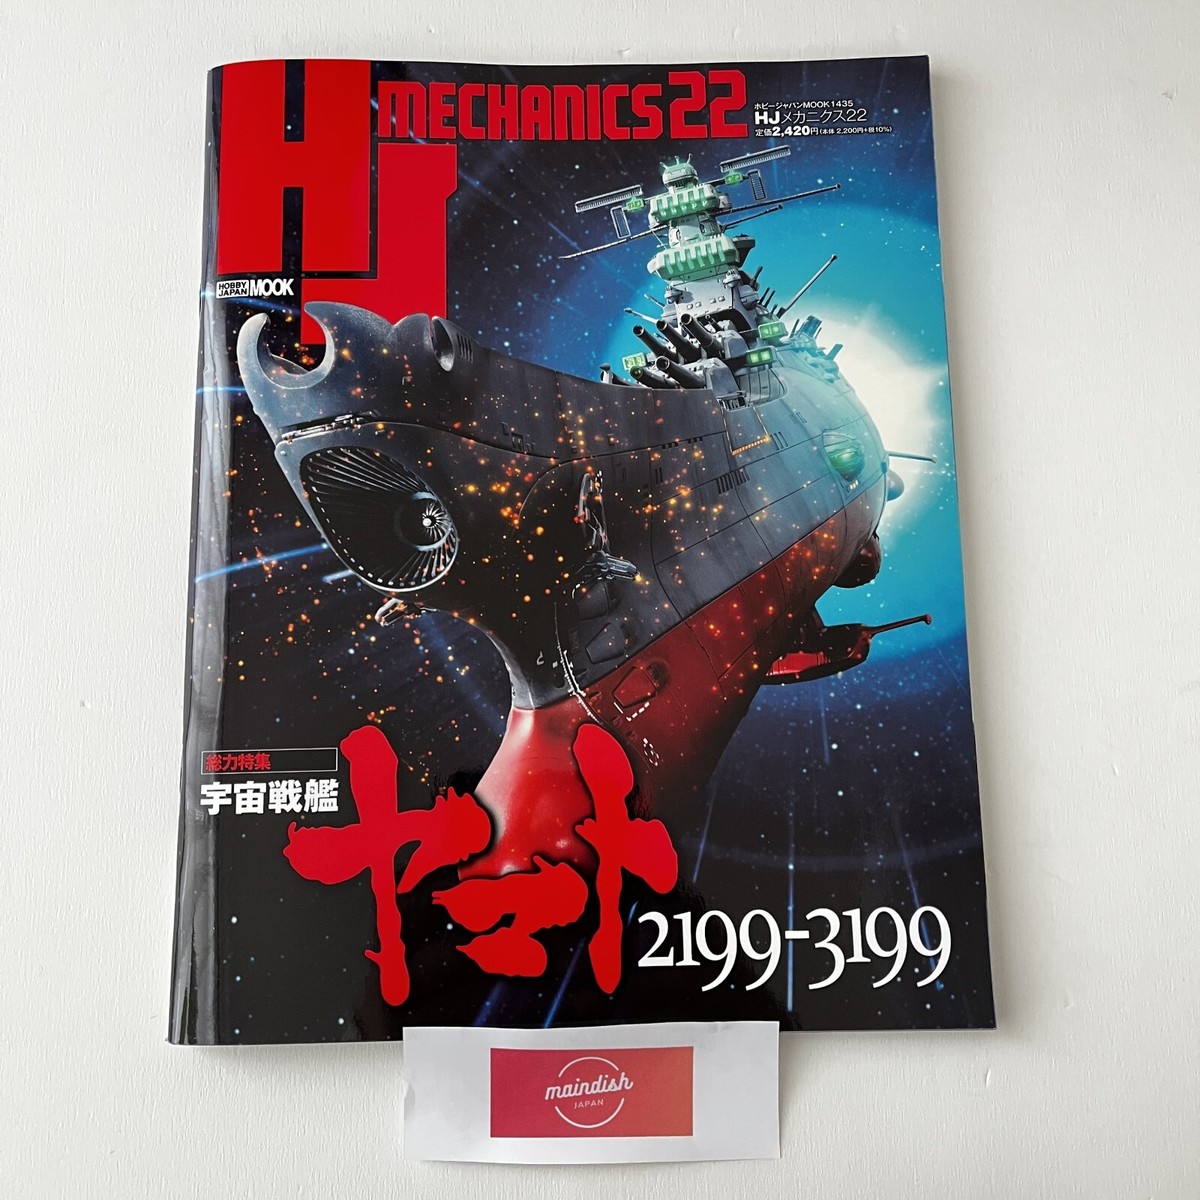 HJ
MECHANICS22
ホビージャパンMOOK1435
HJメカニクス22
定価2,420円(本体 2,200円+税10%)
HOBBY
JAPAN MOOK
総力特集
宇宙戦艦
ヤマト
2199-3199
maindish
JAPAN